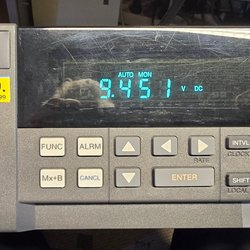 AUTO MON
9.451 V DC
FUNC ALRM
INTVL
CLOCK
RATE
Mx+B CANCL
ENTER
SHIFT
LOCAL